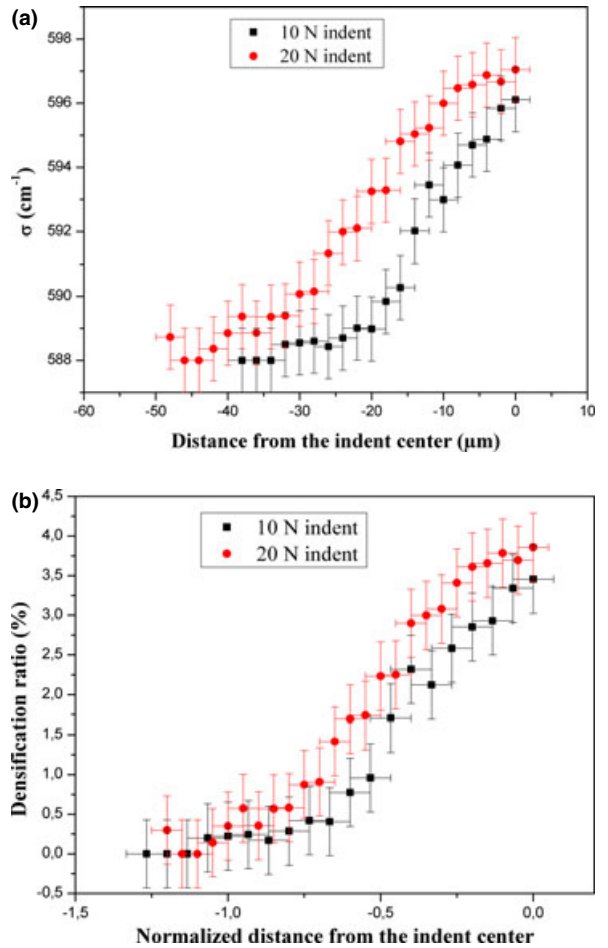 (a)
10 N indent
20 N indent
σ (cm⁻¹)
598
596
594
592
590
588
-60 -50 -40 -30 -20 -10 0 10
Distance from the indent center (µm)
(b)
10 N indent
20 N indent
Densification ratio (%)
4,5
4,0
3,5
3,0
2,5
2,0
1,5
1,0
0,5
0,0
-0,5
-1,5 -1,0 -0,5 0,0
Normalized distance from the indent center